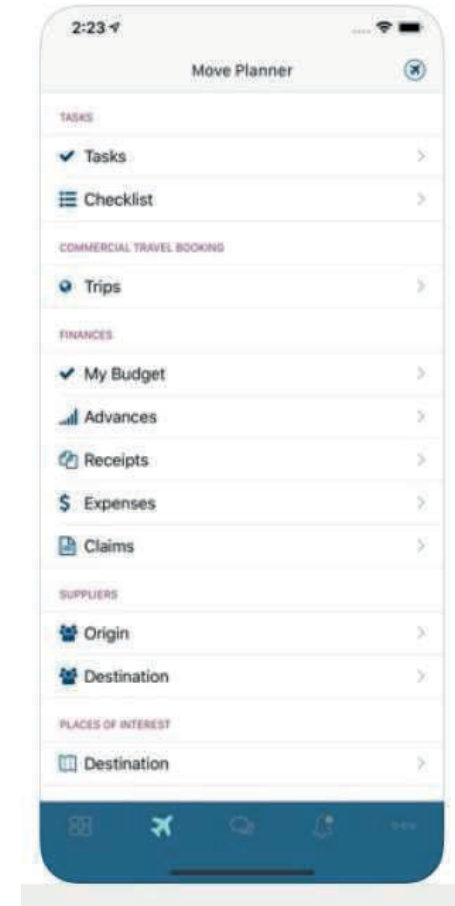 2:23
Move Planner
TASKS
Tasks
Checklist
COMMERCIAL TRAVEL BOOKING
Trips
FINANCES
My Budget
Advances
Receipts
$ Expenses
Claims
SUPPLIERS
Origin
Destination
PLACES OF INTEREST
Destination